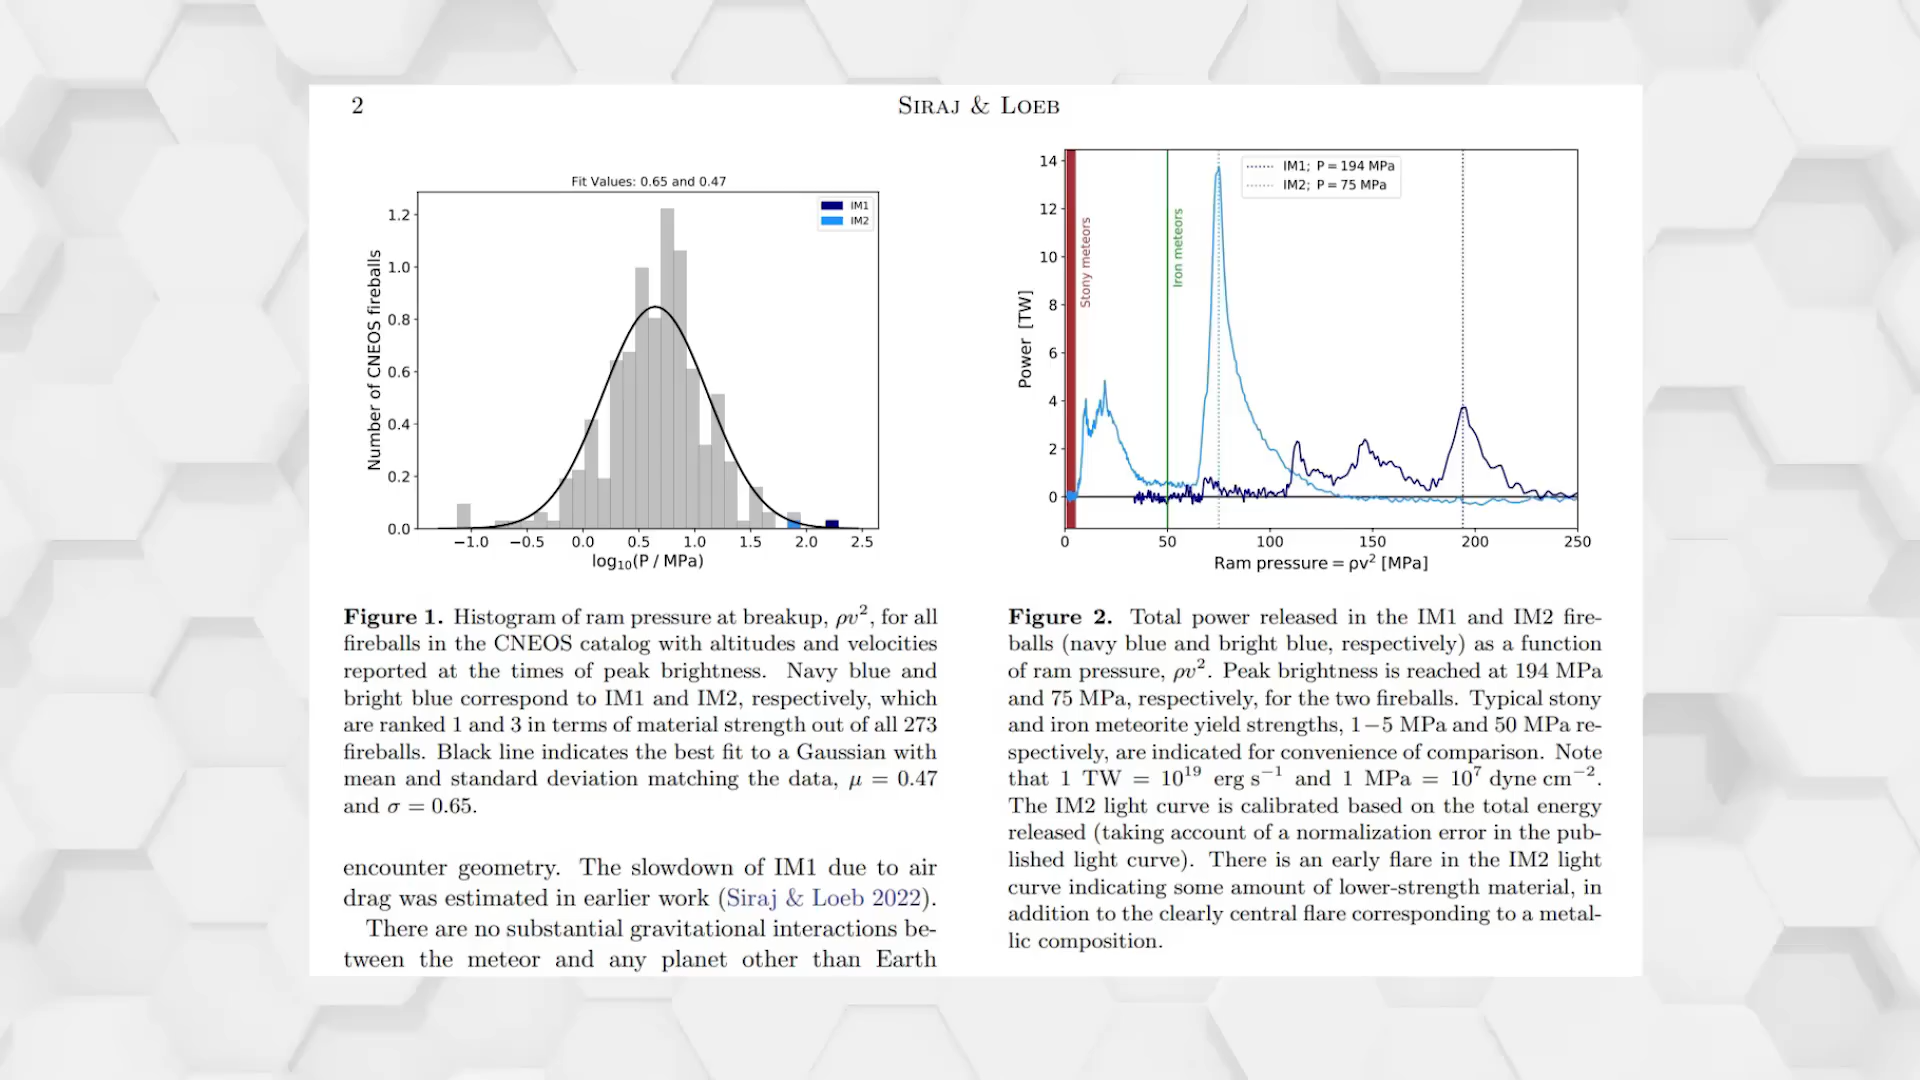 2
SIRAJ & LOEB
Fit Values: 0.65 and 0.47
IM1
IM2
Number of CNEOS fireballs
1.2
1.0
0.8
0.6
0.4
0.2
0.0
−1.0 −0.5 0.0 0.5 1.0 1.5 2.0 2.5
log₁₀(P / MPa)
Figure 1. Histogram of ram pressure at breakup, ρv², for all
fireballs in the CNEOS catalog with altitudes and velocities
reported at the times of peak brightness. Navy blue and
bright blue correspond to IM1 and IM2, respectively, which
are ranked 1 and 3 in terms of material strength out of all 273
fireballs. Black line indicates the best fit to a Gaussian with
mean and standard deviation matching the data, μ = 0.47
and σ = 0.65.
encounter geometry. The slowdown of IM1 due to air
drag was estimated in earlier work (Siraj & Loeb 2022).
There are no substantial gravitational interactions be-
tween the meteor and any planet other than Earth
IM1; P = 194 MPa
IM2; P = 75 MPa
Stony meteors
Iron meteors
Power [TW]
14
12
10
8
6
4
2
0
0 50 100 150 200 250
Ram pressure = ρv² [MPa]
Figure 2. Total power released in the IM1 and IM2 fire-
balls (navy blue and bright blue, respectively) as a function
of ram pressure, ρv². Peak brightness is reached at 194 MPa
and 75 MPa, respectively, for the two fireballs. Typical stony
and iron meteorite yield strengths, 1−5 MPa and 50 MPa re-
spectively, are indicated for convenience of comparison. Note
that 1 TW = 10¹⁹ erg s⁻¹ and 1 MPa = 10⁷ dyne cm⁻².
The IM2 light curve is calibrated based on the total energy
released (taking account of a normalization error in the pub-
lished light curve). There is an early flare in the IM2 light
curve indicating some amount of lower-strength material, in
addition to the clearly central flare corresponding to a metal-
lic composition.